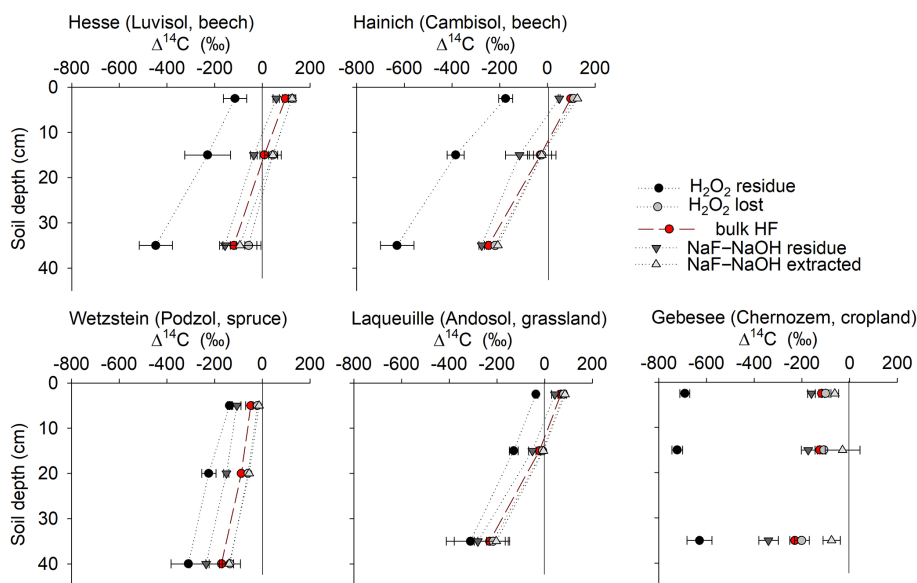 Hesse (Luvisol, beech)
Δ¹⁴C (‰)
-800 -600 -400 -200 0 200
0
10
20
30
40
Soil depth (cm)
Hainich (Cambisol, beech)
Δ¹⁴C (‰)
-800 -600 -400 -200 0 200
H₂O₂ residue
H₂O₂ lost
bulk HF
NaF–NaOH residue
NaF–NaOH extracted
Wetzstein (Podzol, spruce)
Δ¹⁴C (‰)
-800 -600 -400 -200 0 200
0
10
20
30
40
Soil depth (cm)
Laqueuille (Andosol, grassland)
Δ¹⁴C (‰)
-800 -600 -400 -200 0 200
Gebesee (Chernozem, cropland)
Δ¹⁴C (‰)
-800 -600 -400 -200 0 200